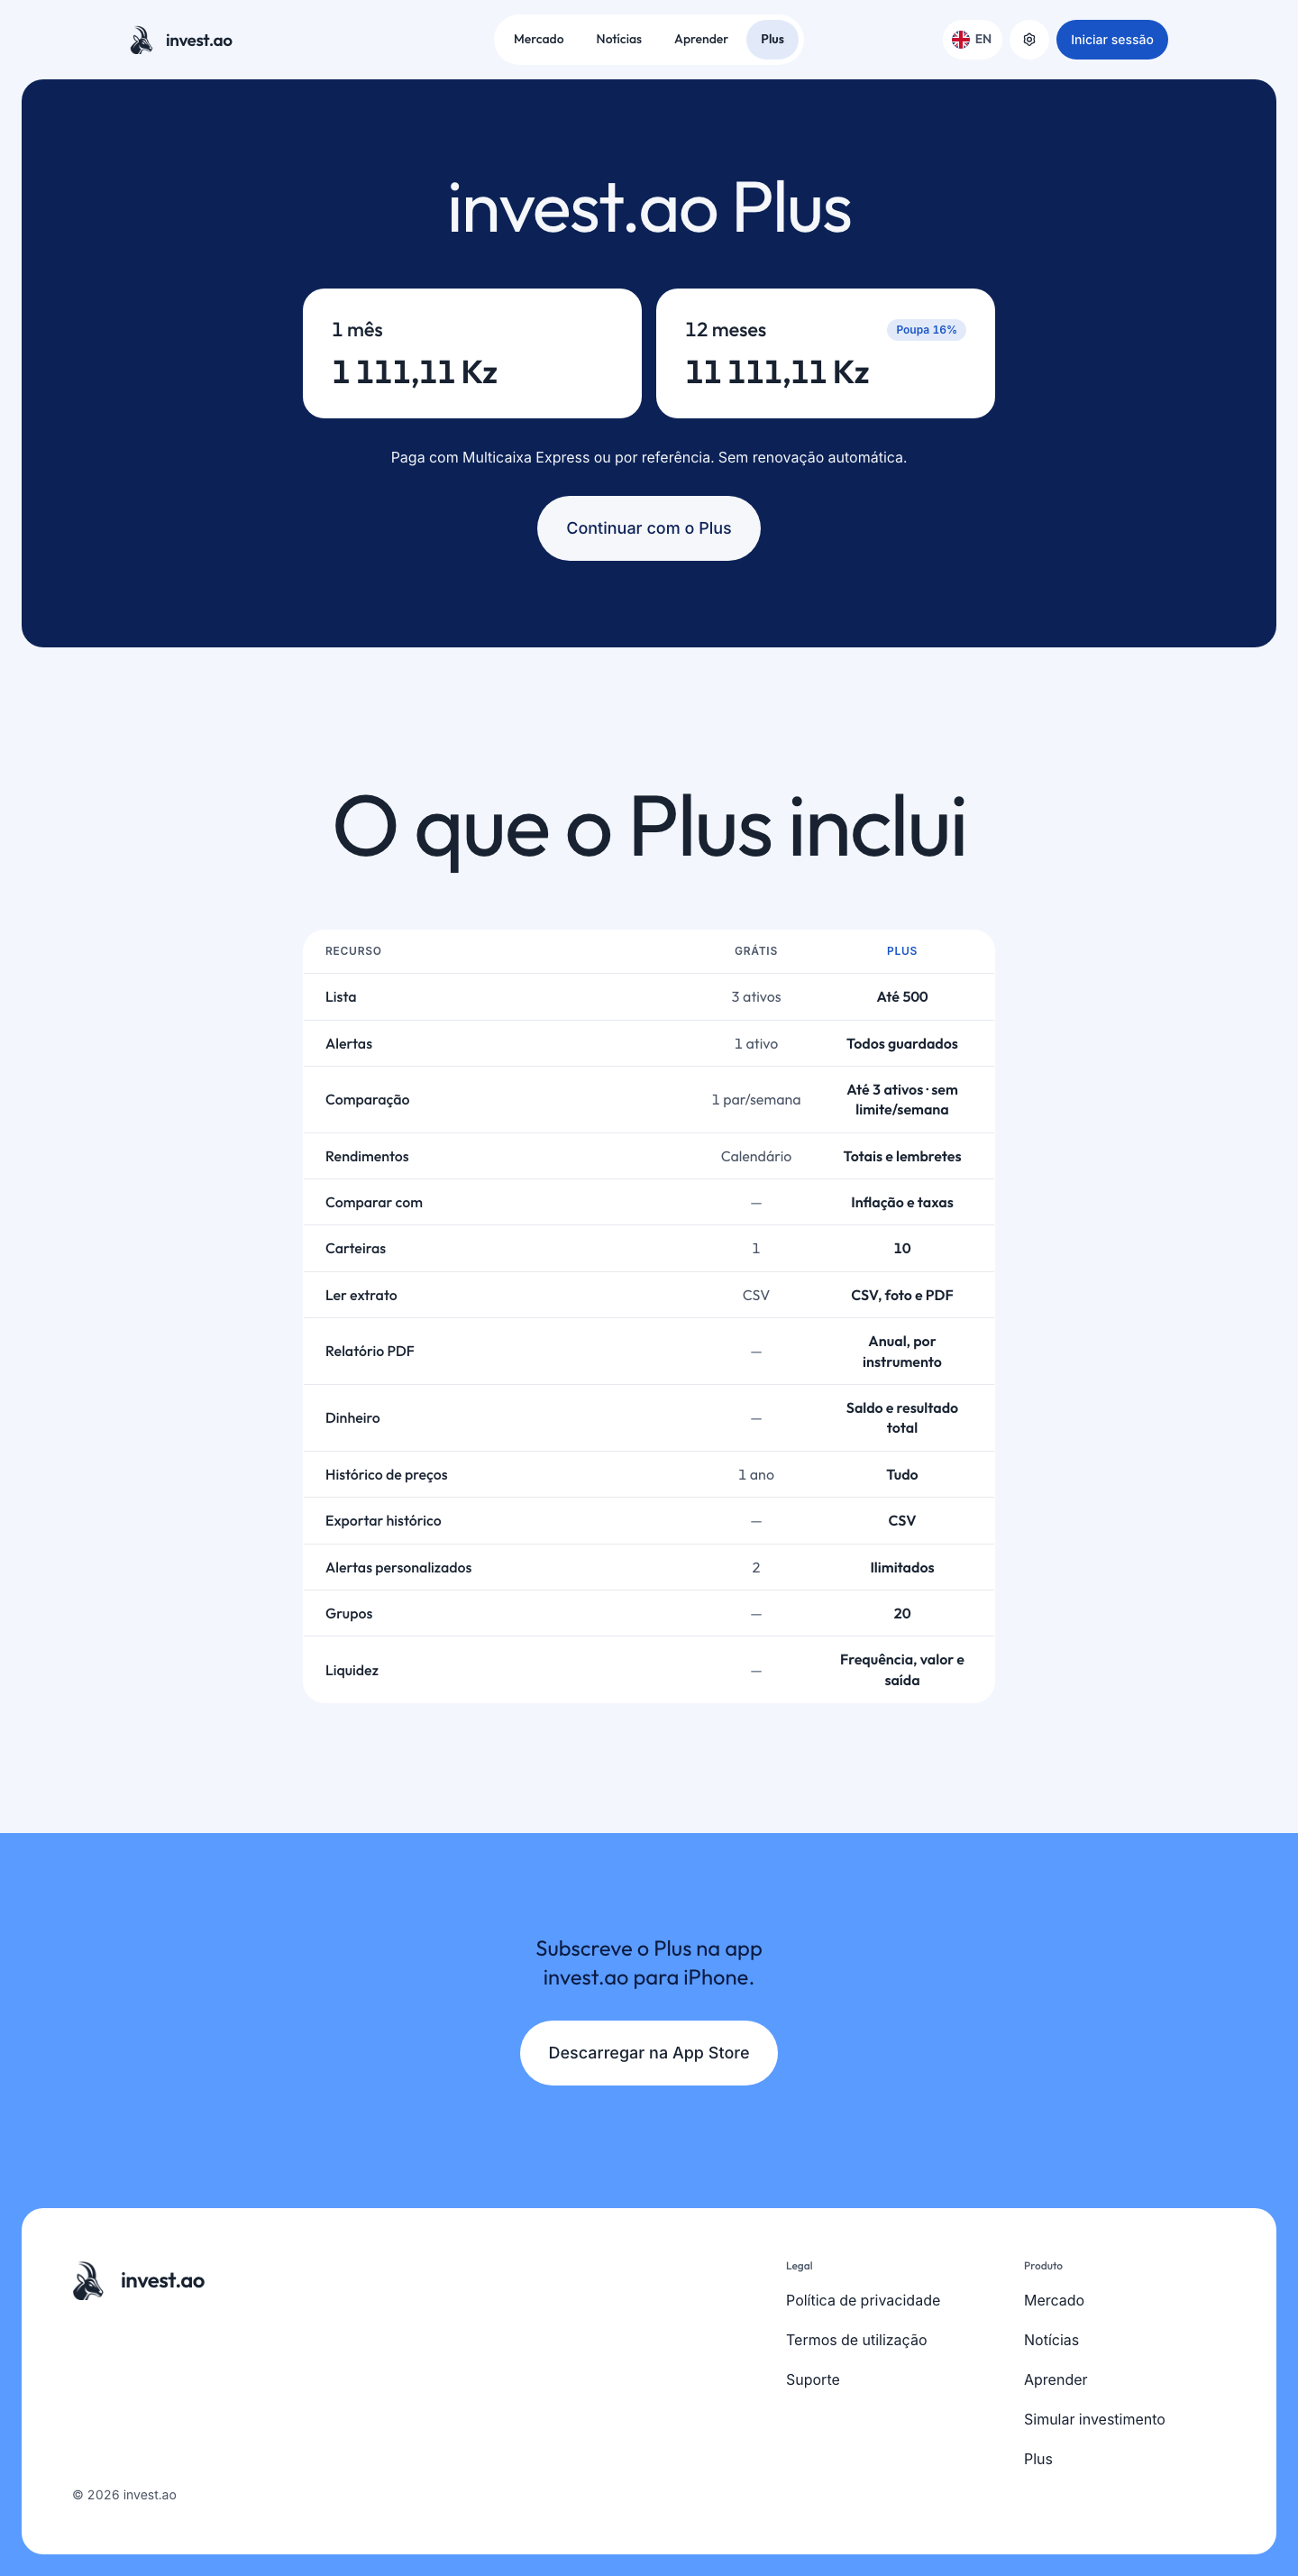 invest.ao
Mercado
Notícias
Aprender
Plus
EN
Iniciar sessão
invest.ao Plus
1 mês
1 111,11 Kz
12 meses
Poupa 16%
11 111,11 Kz
Paga com Multicaixa Express ou por referência. Sem renovação automática.
Continuar com o Plus
O que o Plus inclui
RECURSO GRÁTIS PLUS
Lista 3 ativos Até 500
Alertas 1 ativo Todos guardados
Comparação 1 par/semana Até 3 ativos · sem
limite/semana
Rendimentos Calendário Totais e lembretes
Comparar com — Inflação e taxas
Carteiras 1 10
Ler extrato CSV CSV, foto e PDF
Relatório PDF — Anual, por
instrumento
Dinheiro — Saldo e resultado
total
Histórico de preços 1 ano Tudo
Exportar histórico — CSV
Alertas personalizados 2 Ilimitados
Grupos — 20
Liquidez — Frequência, valor e
saída
Subscreve o Plus na app
invest.ao para iPhone.
Descarregar na App Store
invest.ao
Legal
Política de privacidade
Termos de utilização
Suporte
Produto
Mercado
Notícias
Aprender
Simular investimento
Plus
© 2026 invest.ao